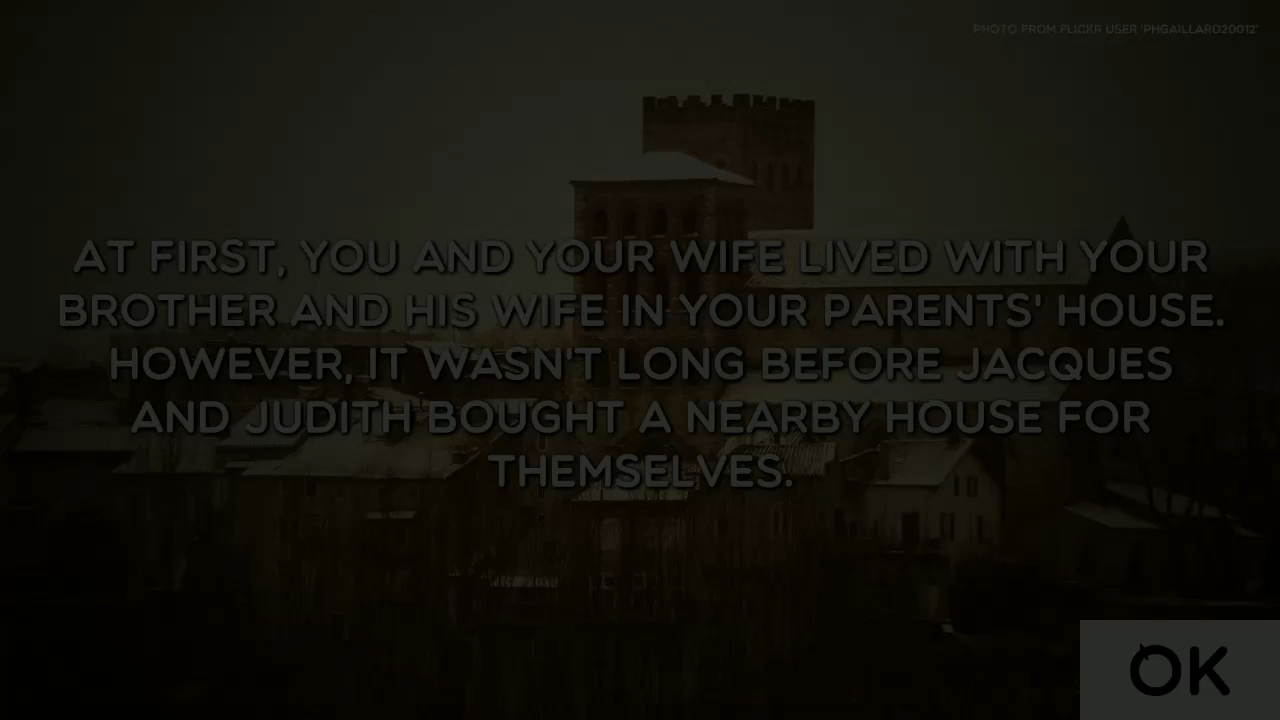 PHOTO FROM FLICKR USER 'PHGAILLARD20012'
AT FIRST, YOU AND YOUR WIFE LIVED WITH YOUR
BROTHER AND HIS WIFE IN YOUR PARENTS' HOUSE.
HOWEVER, IT WASN'T LONG BEFORE JACQUES
AND JUDITH BOUGHT A NEARBY HOUSE FOR
THEMSELVES.
OK